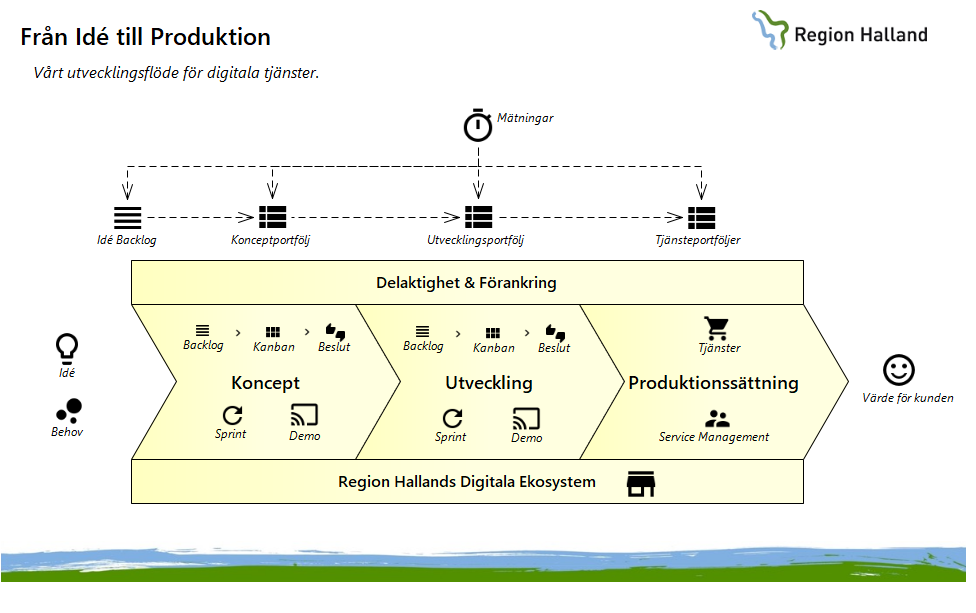 Från Idé till Produktion
Region Halland
Vårt utvecklingsflöde för digitala tjänster.
Mätningar
Idé Backlog
Konceptportfölj
Utvecklingsportfölj
Tjänsteportföljer
Delaktighet & Förankring
Idé
Behov
Backlog
Kanban
Beslut
Koncept
Sprint
Demo
Backlog
Kanban
Beslut
Utveckling
Sprint
Demo
Tjänster
Produktionssättning
Service Management
Värde för kunden
Region Hallands Digitala Ekosystem